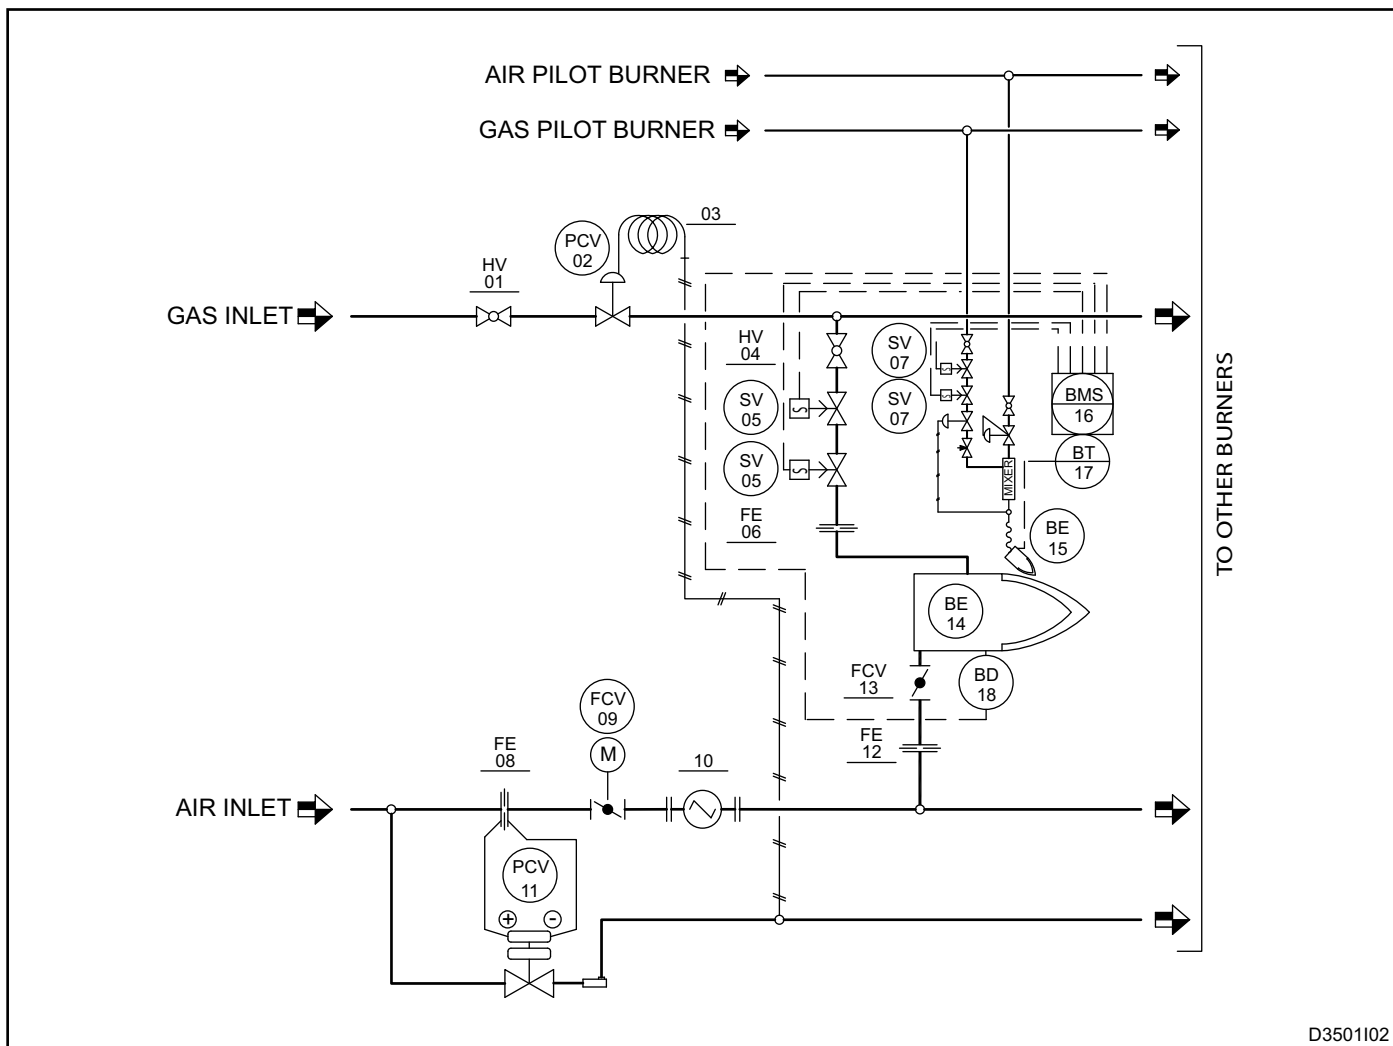 AIR PILOT BURNER
GAS PILOT BURNER
03
PCV
02
HV
01
GAS INLET
HV
04
SV
07
SV
05
SV
07
BMS
16
SV
05
BT
17
MIXER
FE
06
BE
15
TO OTHER BURNERS
BE
14
FCV
13
BD
18
FCV
09
M
FE
08
10
FE
12
AIR INLET
PCV
11
+
-
D3501I02